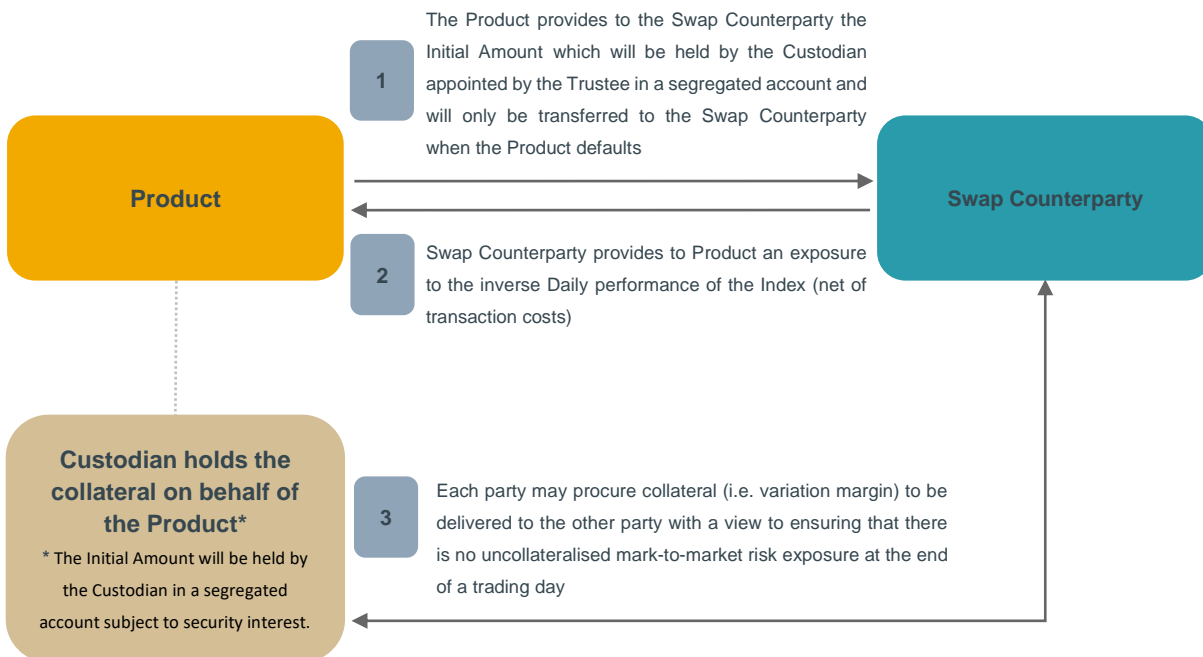 The Product provides to the Swap Counterparty the
Initial Amount which will be held by the Custodian
appointed by the Trustee in a segregated account and
will only be transferred to the Swap Counterparty
when the Product defaults
1
Product
Swap Counterparty
2
Swap Counterparty provides to Product an exposure
to the inverse Daily performance of the Index (net of
transaction costs)
Custodian holds the
collateral on behalf of
the Product*
* The Initial Amount will be held by
the Custodian in a segregated
account subject to security interest.
3
Each party may procure collateral (i.e. variation margin) to be
delivered to the other party with a view to ensuring that there
is no uncollateralised mark-to-market risk exposure at the end
of a trading day